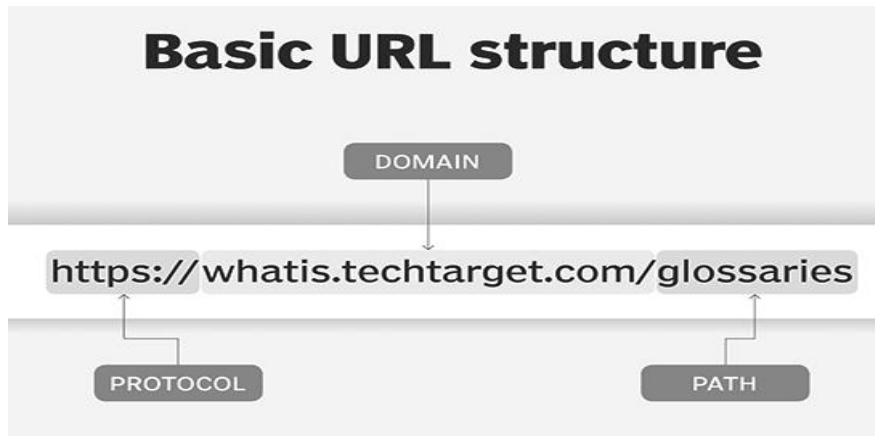 Basic URL structure
DOMAIN
https://whatis.techtarget.com/glossaries
PROTOCOL
PATH